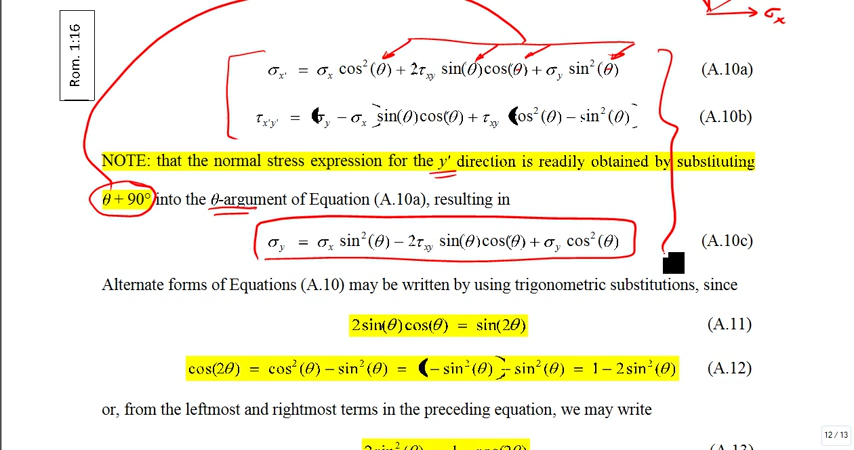 σx
Rom. 1:16
σx' = σx cos²(θ) + 2τxy sin(θ)cos(θ) + σy sin²(θ) (A.10a)
τx'y' = (σy − σx) sin(θ)cos(θ) + τxy (cos²(θ) − sin²(θ)) (A.10b)
NOTE: that the normal stress expression for the y' direction is readily obtained by substituting
θ + 90° into the θ-argument of Equation (A.10a), resulting in
σy = σx sin²(θ) − 2τxy sin(θ)cos(θ) + σy cos²(θ) (A.10c)
Alternate forms of Equations (A.10) may be written by using trigonometric substitutions, since
2sin(θ)cos(θ) = sin(2θ) (A.11)
cos(2θ) = cos²(θ) − sin²(θ) = ( − sin²(θ) ) − sin²(θ) = 1 − 2sin²(θ) (A.12)
or, from the leftmost and rightmost terms in the preceding equation, we may write
12 / 13